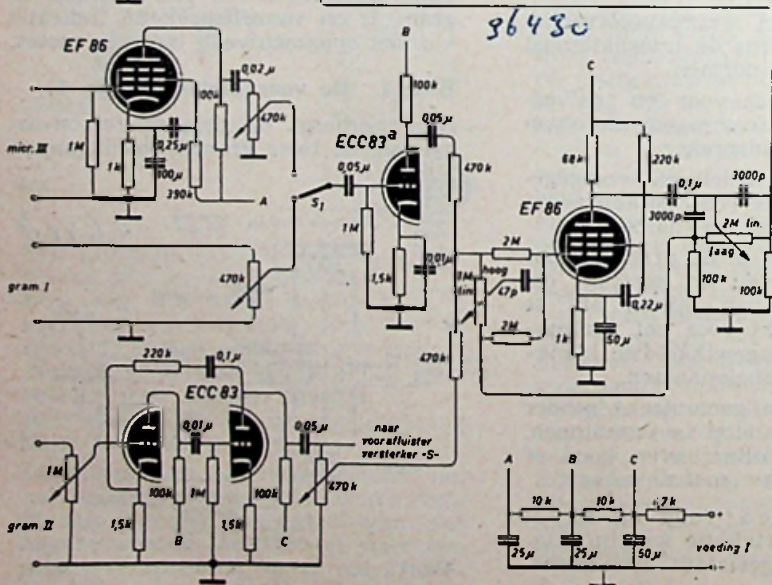 96430
EF 86
0,02 µ
100k
470k
1M
1k
0,25µ
100µ
390k
A
micr. III
S1
gram I
470k
B
100k
0,05µ
ECC83a
470k
0,05µ
1M
1,5k
0,01µ
C
68k
220k
EF 86
0,1µ
3000p
3000p
2M lin.
laag
2M
hoog
1M
lin
47p
2M
0,22µ
1k
50µ
100k
100k
470k
220k
0,1µ
ECC 83
0,01µ
0,05µ
1M
gram II
100k
1M
100k
470k
1,5k
1,5k
B
C
naar
voorafluister
versterker -S-
A
B
C
10k
10k
4,7k
25µ
25µ
50µ
voeding I